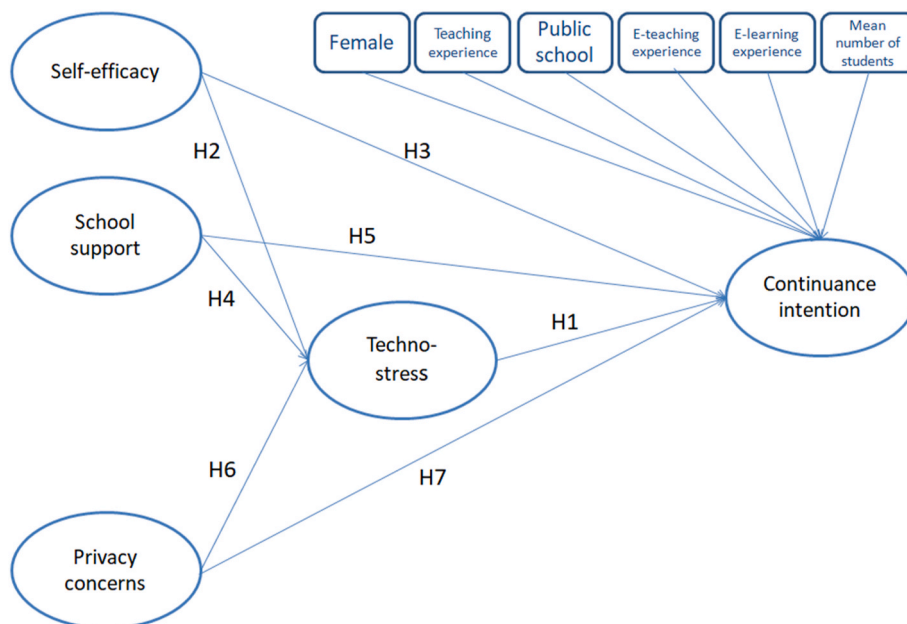 Self-efficacy
Female
Teaching
experience
Public
school
E-teaching
experience
E-learning
experience
Mean
number of
students
H2
H3
School
support
H5
H4
Continuance
intention
H1
Techno-
stress
H6
H7
Privacy
concerns